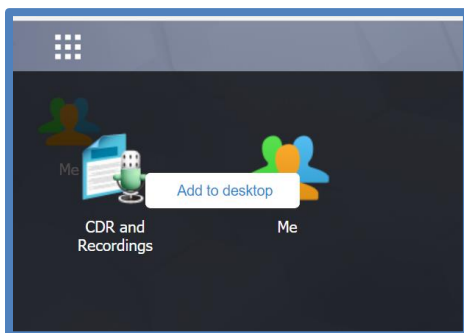 Me
Add to desktop
CDR and
Recordings
Me